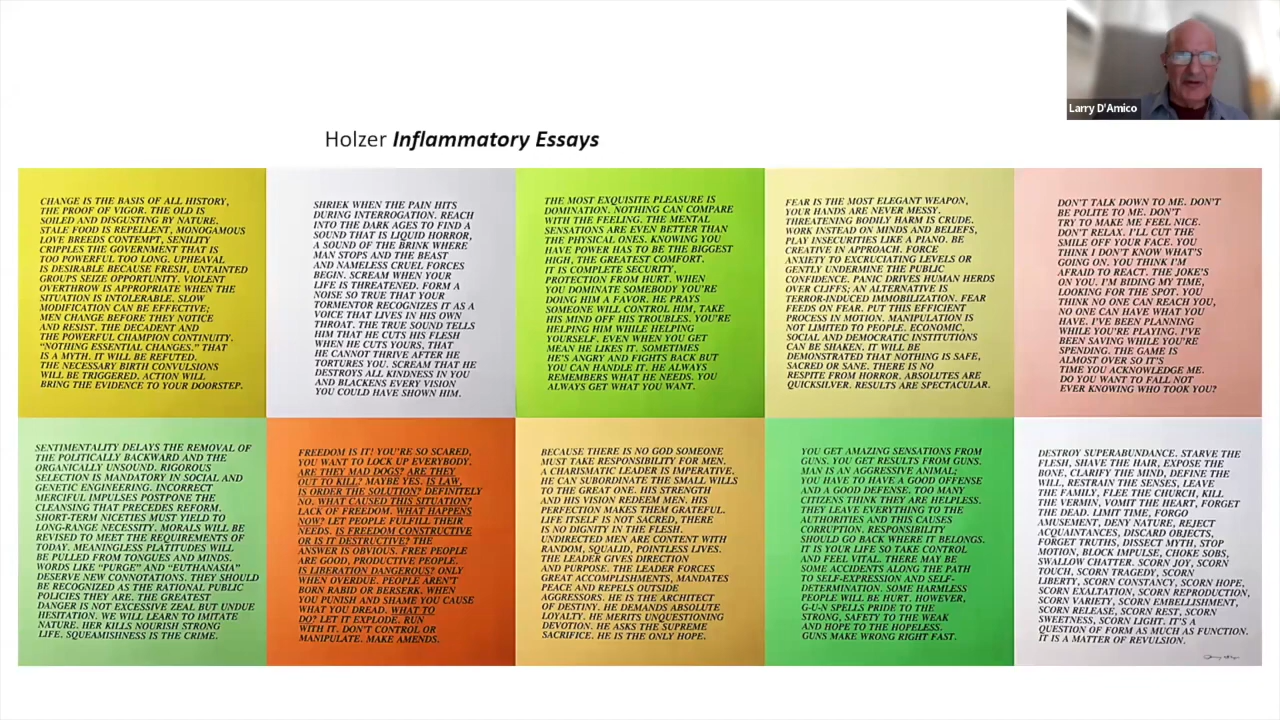 Larry D'Amico
Holzer Inflammatory Essays
CHANGE IS THE BASIS OF ALL HISTORY,
THE PROOF OF VIGOR. THE OLD IS
SOILED AND DISGUSTING BY NATURE.
STALE FOOD IS REPELLENT, MONOGAMOUS
LOVE BREEDS CONTEMPT, SENILITY
CRIPPLES THE GOVERNMENT THAT IS
TOO POWERFUL TOO LONG. UPHEAVAL
IS DESIRABLE BECAUSE FRESH, UNTAINTED
GROUPS SEIZE OPPORTUNITY. VIOLENT
OVERTHROW IS APPROPRIATE WHEN THE
SITUATION IS INTOLERABLE. SLOW
MODIFICATION CAN BE EFFECTIVE;
MEN CHANGE BEFORE THEY NOTICE
AND RESIST. THE DECADENT AND
THE POWERFUL CHAMPION CONTINUITY.
"NOTHING ESSENTIAL CHANGES." THAT
IS A MYTH. IT WILL BE REFUTED.
THE NECESSARY BIRTH CONVULSIONS
WILL BE TRIGGERED. ACTION WILL
BRING THE EVIDENCE TO YOUR DOORSTEP.
SHRIEK WHEN THE PAIN HITS
DURING INTERROGATION. REACH
INTO THE DARK AGES TO FIND A
SOUND THAT IS LIQUID HORROR,
A SOUND OF THE BRINK WHERE
MAN STOPS AND THE BEAST
AND NAMELESS CRUEL FORCES
BEGIN. SCREAM WHEN YOUR
LIFE IS THREATENED. FORM A
NOISE SO TRUE THAT YOUR
TORMENTOR RECOGNIZES IT AS A
VOICE THAT LIVES IN HIS OWN
THROAT. THE TRUE SOUND TELLS
HIM THAT HE CUTS HIS FLESH
WHEN HE CUTS YOURS, THAT
HE CANNOT THRIVE AFTER HE
TORTURES YOU. SCREAM THAT HE
DESTROYS ALL KINDNESS IN YOU
AND BLACKENS EVERY VISION
YOU COULD HAVE SHOWN HIM.
THE MOST EXQUISITE PLEASURE IS
DOMINATION. NOTHING CAN COMPARE
WITH THE FEELING. THE MENTAL
SENSATIONS ARE EVEN BETTER THAN
THE PHYSICAL ONES. KNOWING YOU
HAVE POWER HAS TO BE THE BIGGEST
HIGH, THE GREATEST COMFORT.
IT IS COMPLETE SECURITY,
PROTECTION FROM HURT. WHEN
YOU DOMINATE SOMEBODY YOU'RE
DOING HIM A FAVOR. HE PRAYS
SOMEONE WILL CONTROL HIM, TAKE
HIS MIND OFF HIS TROUBLES. YOU'RE
HELPING HIM WHILE HELPING
YOURSELF. EVEN WHEN YOU GET
MEAN HE LIKES IT. SOMETIMES
HE'S ANGRY AND FIGHTS BACK BUT
YOU CAN HANDLE IT. HE ALWAYS
REMEMBERS WHAT HE NEEDS. YOU
ALWAYS GET WHAT YOU WANT.
FEAR IS THE MOST ELEGANT WEAPON,
YOUR HANDS ARE NEVER MESSY.
THREATENING BODILY HARM IS CRUDE.
WORK INSTEAD ON MINDS AND BELIEFS,
PLAY INSECURITIES LIKE A PIANO. BE
CREATIVE IN APPROACH. FORCE
ANXIETY TO EXCRUCIATING LEVELS OR
GENTLY UNDERMINE THE PUBLIC
CONFIDENCE. PANIC DRIVES HUMAN HERDS
OVER CLIFFS; AN ALTERNATIVE IS
TERROR-INDUCED IMMOBILIZATION. FEAR
FEEDS ON FEAR. PUT THIS EFFICIENT
PROCESS IN MOTION. MANIPULATION IS
NOT LIMITED TO PEOPLE. ECONOMIC,
SOCIAL AND DEMOCRATIC INSTITUTIONS
CAN BE SHAKEN. IT WILL BE
DEMONSTRATED THAT NOTHING IS SAFE,
SACRED OR SANE. THERE IS NO
RESPITE FROM HORROR. ABSOLUTES ARE
QUICKSILVER. RESULTS ARE SPECTACULAR.
DON'T TALK DOWN TO ME. DON'T
BE POLITE TO ME. DON'T
TRY TO MAKE ME FEEL NICE.
DON'T RELAX. I'LL CUT THE
SMILE OFF YOUR FACE. YOU
THINK I DON'T KNOW WHAT'S
GOING ON. YOU THINK I'M
AFRAID TO REACT. THE JOKE'S
ON YOU. I'M BIDING MY TIME,
LOOKING FOR THE SPOT. YOU
THINK NO ONE CAN REACH YOU,
NO ONE CAN HAVE WHAT YOU
HAVE. I'VE BEEN PLANNING
WHILE YOU'RE PLAYING. I'VE
BEEN SAVING WHILE YOU'RE
SPENDING. THE GAME IS
ALMOST OVER SO IT'S
TIME YOU ACKNOWLEDGE ME.
DO YOU WANT TO FALL NOT
EVER KNOWING WHO TOOK YOU?
SENTIMENTALITY DELAYS THE REMOVAL OF
THE POLITICALLY BACKWARD AND THE
ORGANICALLY UNSOUND. RIGOROUS
SELECTION IS MANDATORY IN SOCIAL AND
GENETIC ENGINEERING. INCORRECT
MERCIFUL IMPULSES POSTPONE THE
CLEANSING THAT PRECEDES REFORM.
SHORT-TERM NICETIES MUST YIELD TO
LONG-RANGE NECESSITY. MORALS WILL BE
REVISED TO MEET THE REQUIREMENTS OF
TODAY. MEANINGLESS PLATITUDES WILL
BE PULLED FROM TONGUES AND MINDS.
WORDS LIKE "PURGE" AND "EUTHANASIA"
DESERVE NEW CONNOTATIONS. THEY SHOULD
BE RECOGNIZED AS THE RATIONAL PUBLIC
POLICIES THEY ARE. THE GREATEST
DANGER IS NOT EXCESSIVE ZEAL BUT UNDUE
HESITATION. WE WILL LEARN TO IMITATE
NATURE. HER KILLS NOURISH STRONG
LIFE. SQUEAMISHNESS IS THE CRIME.
FREEDOM IS IT! YOU'RE SO SCARED,
YOU WANT TO LOCK UP EVERYBODY.
ARE THEY MAD DOGS? ARE THEY
OUT TO KILL? MAYBE YES. IS LAW,
IS ORDER THE SOLUTION? DEFINITELY
NO. WHAT CAUSED THIS SITUATION?
LACK OF FREEDOM. WHAT HAPPENS
NOW? LET PEOPLE FULFILL THEIR
NEEDS. IS FREEDOM CONSTRUCTIVE
OR IS IT DESTRUCTIVE? THE
ANSWER IS OBVIOUS. FREE PEOPLE
ARE GOOD, PRODUCTIVE PEOPLE.
IS LIBERATION DANGEROUS? ONLY
WHEN OVERDUE. PEOPLE AREN'T
BORN RABID OR BERSERK. WHEN
YOU PUNISH AND SHAME YOU CAUSE
WHAT YOU DREAD. WHAT TO
DO? LET IT EXPLODE. RUN
WITH IT. DON'T CONTROL OR
MANIPULATE. MAKE AMENDS.
BECAUSE THERE IS NO GOD SOMEONE
MUST TAKE RESPONSIBILITY FOR MEN.
A CHARISMATIC LEADER IS IMPERATIVE.
HE CAN SUBORDINATE THE SMALL WILLS
TO THE GREAT ONE. HIS STRENGTH
AND HIS VISION REDEEM MEN. HIS
PERFECTION MAKES THEM GRATEFUL.
LIFE ITSELF IS NOT SACRED, THERE
IS NO DIGNITY IN THE FLESH.
UNDIRECTED MEN ARE CONTENT WITH
RANDOM, SQUALID, POINTLESS LIVES.
THE LEADER GIVES DIRECTION
AND PURPOSE. THE LEADER FORCES
GREAT ACCOMPLISHMENTS, MANDATES
PEACE AND REPELS OUTSIDE
AGGRESSORS. HE IS THE ARCHITECT
OF DESTINY. HE DEMANDS ABSOLUTE
LOYALTY. HE MERITS UNQUESTIONING
DEVOTION. HE ASKS THE SUPREME
SACRIFICE. HE IS THE ONLY HOPE.
YOU GET AMAZING SENSATIONS FROM
GUNS. YOU GET RESULTS FROM GUNS.
MAN IS AN AGGRESSIVE ANIMAL;
YOU HAVE TO HAVE A GOOD OFFENSE
AND A GOOD DEFENSE. TOO MANY
CITIZENS THINK THEY ARE HELPLESS.
THEY LEAVE EVERYTHING TO THE
AUTHORITIES AND THIS CAUSES
CORRUPTION. RESPONSIBILITY
SHOULD GO BACK WHERE IT BELONGS.
IT IS YOUR LIFE SO TAKE CONTROL
AND FEEL VITAL. THERE MAY BE
SOME ACCIDENTS ALONG THE PATH
TO SELF-EXPRESSION AND SELF-
DETERMINATION. SOME HARMLESS
PEOPLE WILL BE HURT. HOWEVER,
G-U-N SPELLS PRIDE TO THE
STRONG, SAFETY TO THE WEAK
AND HOPE TO THE HOPELESS.
GUNS MAKE WRONG RIGHT FAST.
DESTROY SUPERABUNDANCE. STARVE THE
FLESH, SHAVE THE HAIR, EXPOSE THE
BONE, CLARIFY THE MIND, DEFINE THE
WILL, RESTRAIN THE SENSES, LEAVE
THE FAMILY, FLEE THE CHURCH, KILL
THE VERMIN, VOMIT THE HEART, FORGET
THE DEAD. LIMIT TIME, FORGO
AMUSEMENT, DENY NATURE, REJECT
ACQUAINTANCES, DISCARD OBJECTS,
FORGET TRUTHS, DISSECT MYTH, STOP
MOTION, BLOCK IMPULSE, CHOKE SOBS,
SWALLOW CHATTER. SCORN JOY, SCORN
TOUCH, SCORN TRAGEDY, SCORN
LIBERTY, SCORN CONSTANCY, SCORN HOPE,
SCORN EXALTATION, SCORN REPRODUCTION,
SCORN VARIETY, SCORN EMBELLISHMENT,
SCORN RELEASE, SCORN REST, SCORN
SWEETNESS, SCORN LIGHT. IT'S A
QUESTION OF FORM AS MUCH AS FUNCTION.
IT IS A MATTER OF REVULSION.